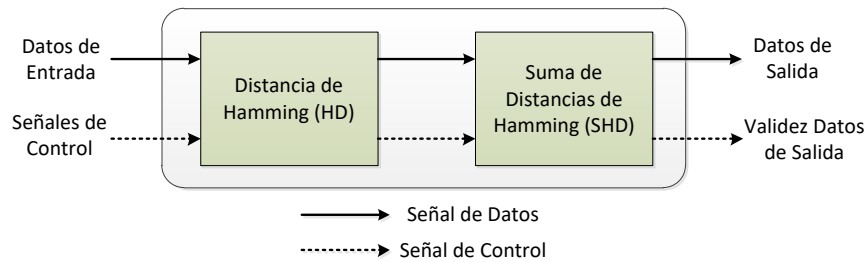 Datos de
Entrada
Señales de
Control
Distancia de
Hamming (HD)
Suma de
Distancias de
Hamming (SHD)
Datos de
Salida
Validez Datos
de Salida
Señal de Datos
Señal de Control